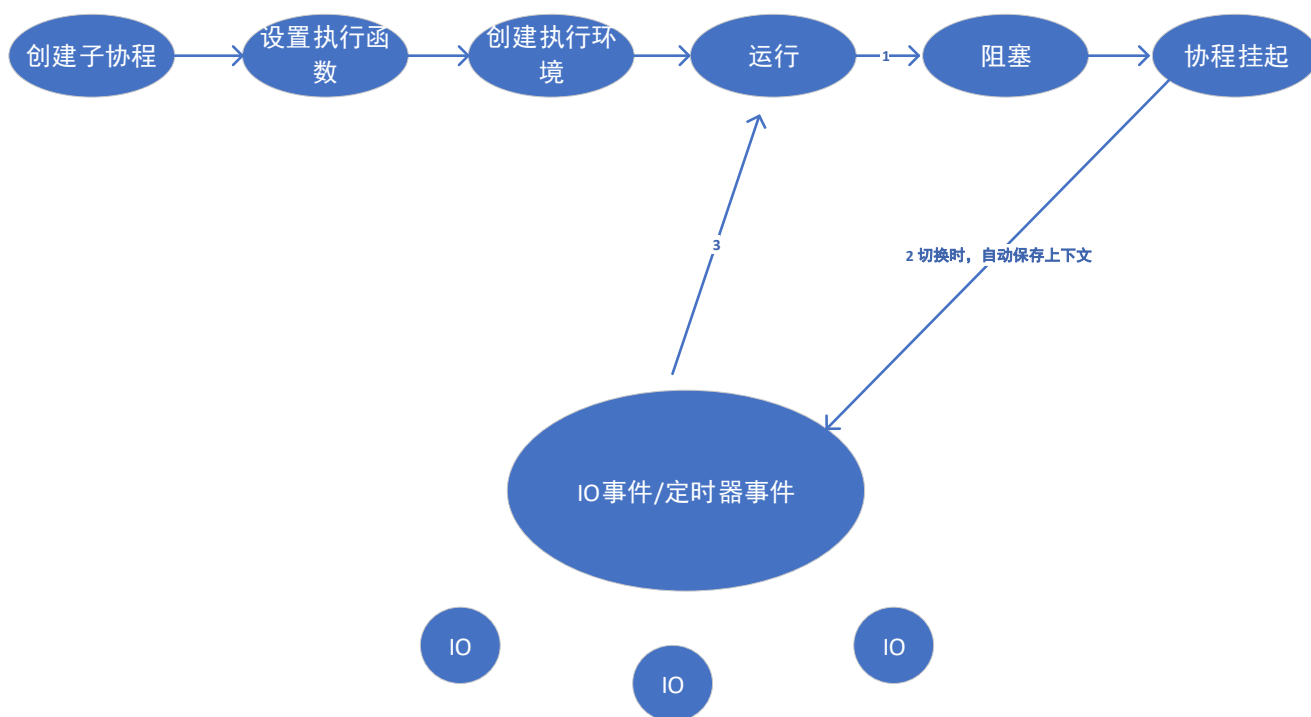 创建子协程
设置执行函
数
创建执行环
境
运行
1
阻塞
协程挂起
3
2 切换时，自动保存上下文
IO事件/定时器事件
IO
IO
IO